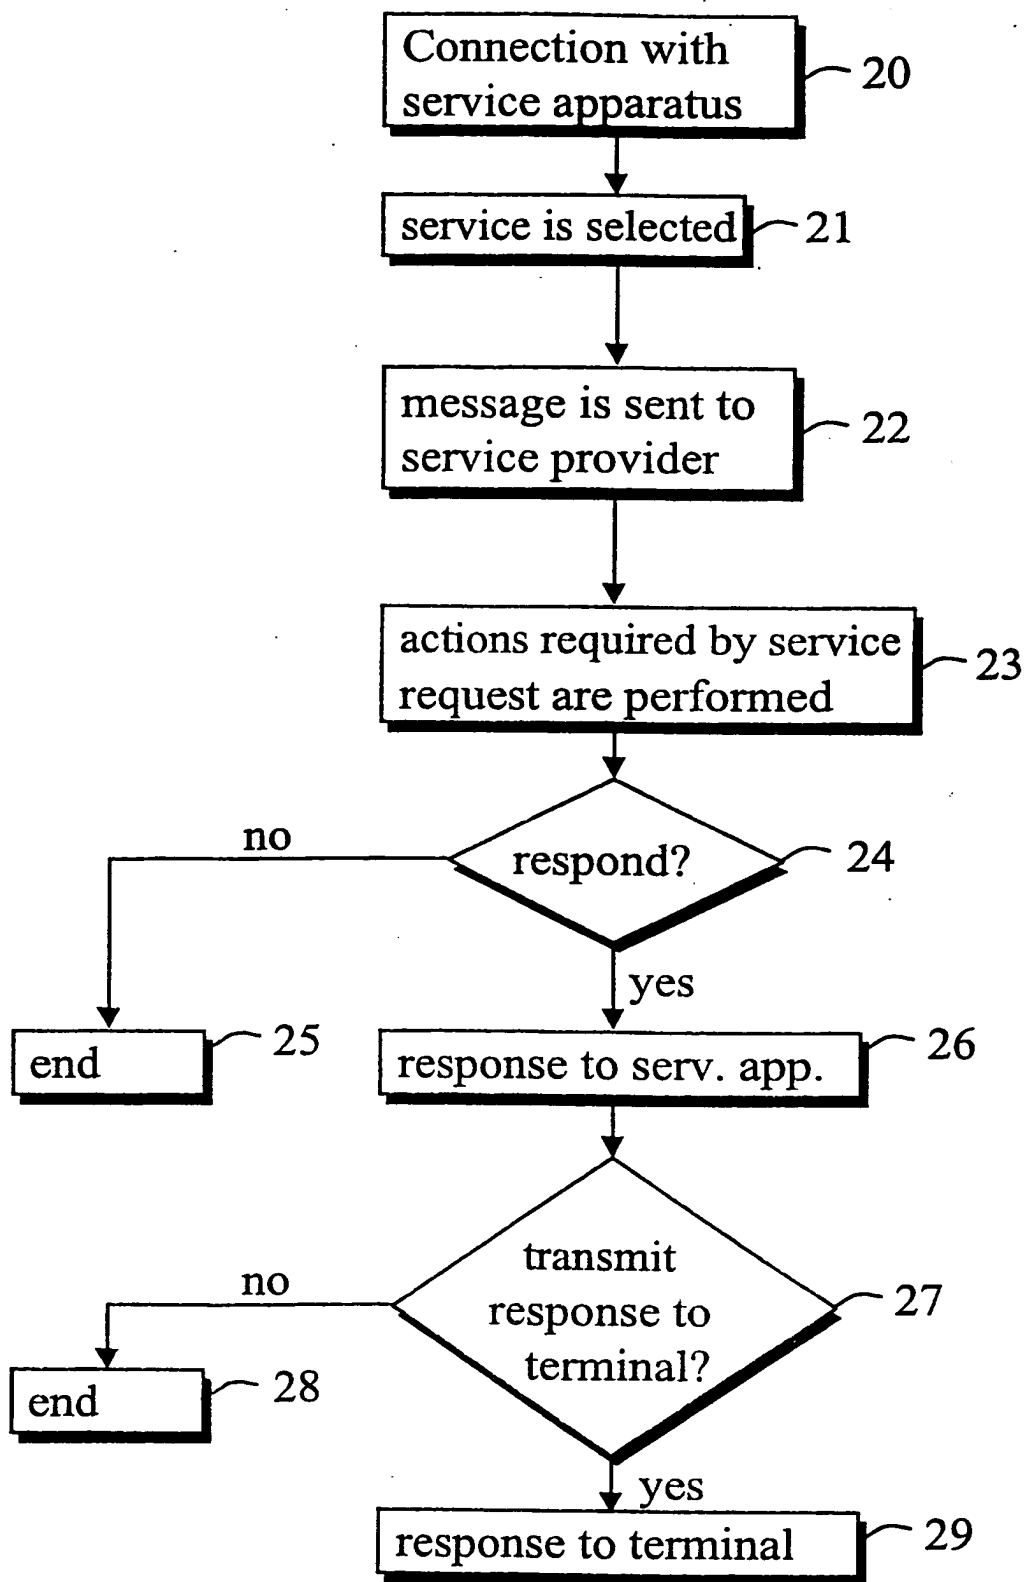 Connection with
service apparatus
20
service is selected
21
message is sent to
service provider
22
actions required by service
request are performed
23
no
respond?
24
yes
end
25
response to serv. app.
26
no
transmit
response to
terminal?
27
end
28
yes
response to terminal
29